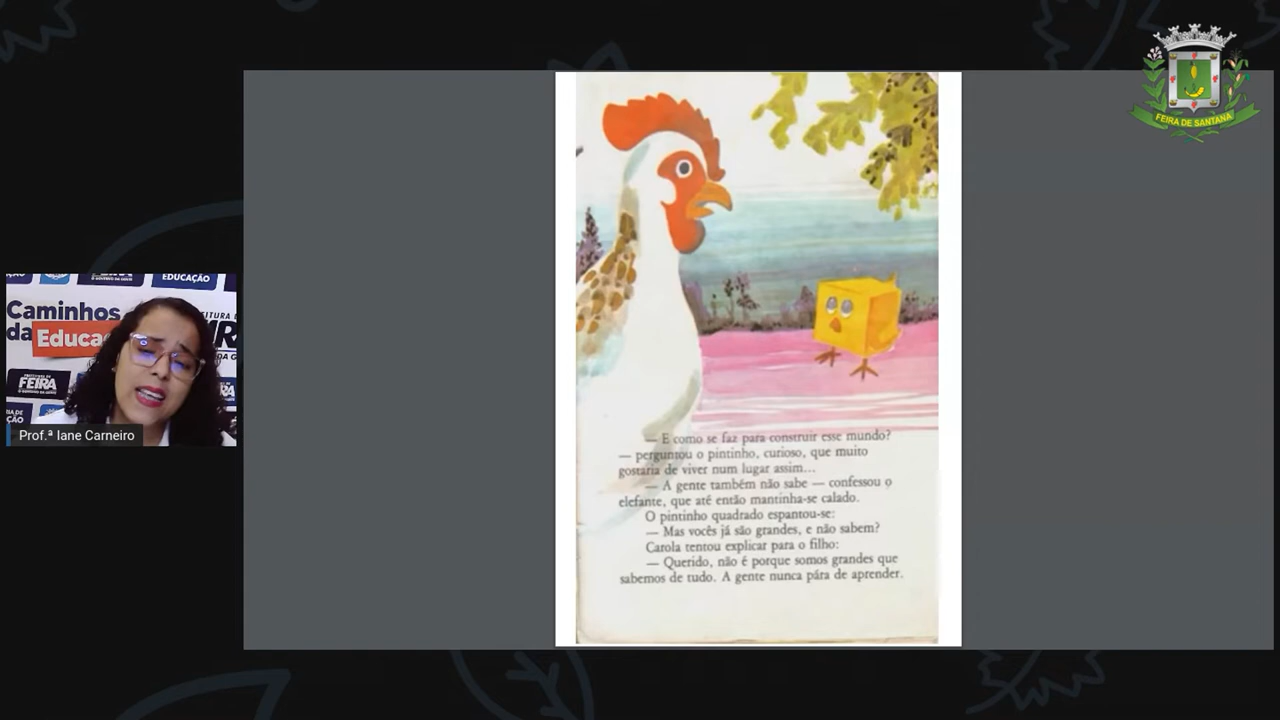 FEIRA DE SANTANA
EDUCAÇÃO
Caminhos
da Educa
FEIRA
Prof.ª Iane Carneiro
— E como se faz para construir esse mundo?
— perguntou o pintinho, curioso, que muito
gostaria de viver num lugar assim...
— A gente também não sabe — confessou o
elefante, que até então mantinha-se calado.
O pintinho quadrado espantou-se:
— Mas vocês já são grandes, e não sabem?
Carola tentou explicar para o filho:
— Querido, não é porque somos grandes que
sabemos de tudo. A gente nunca pára de aprender.